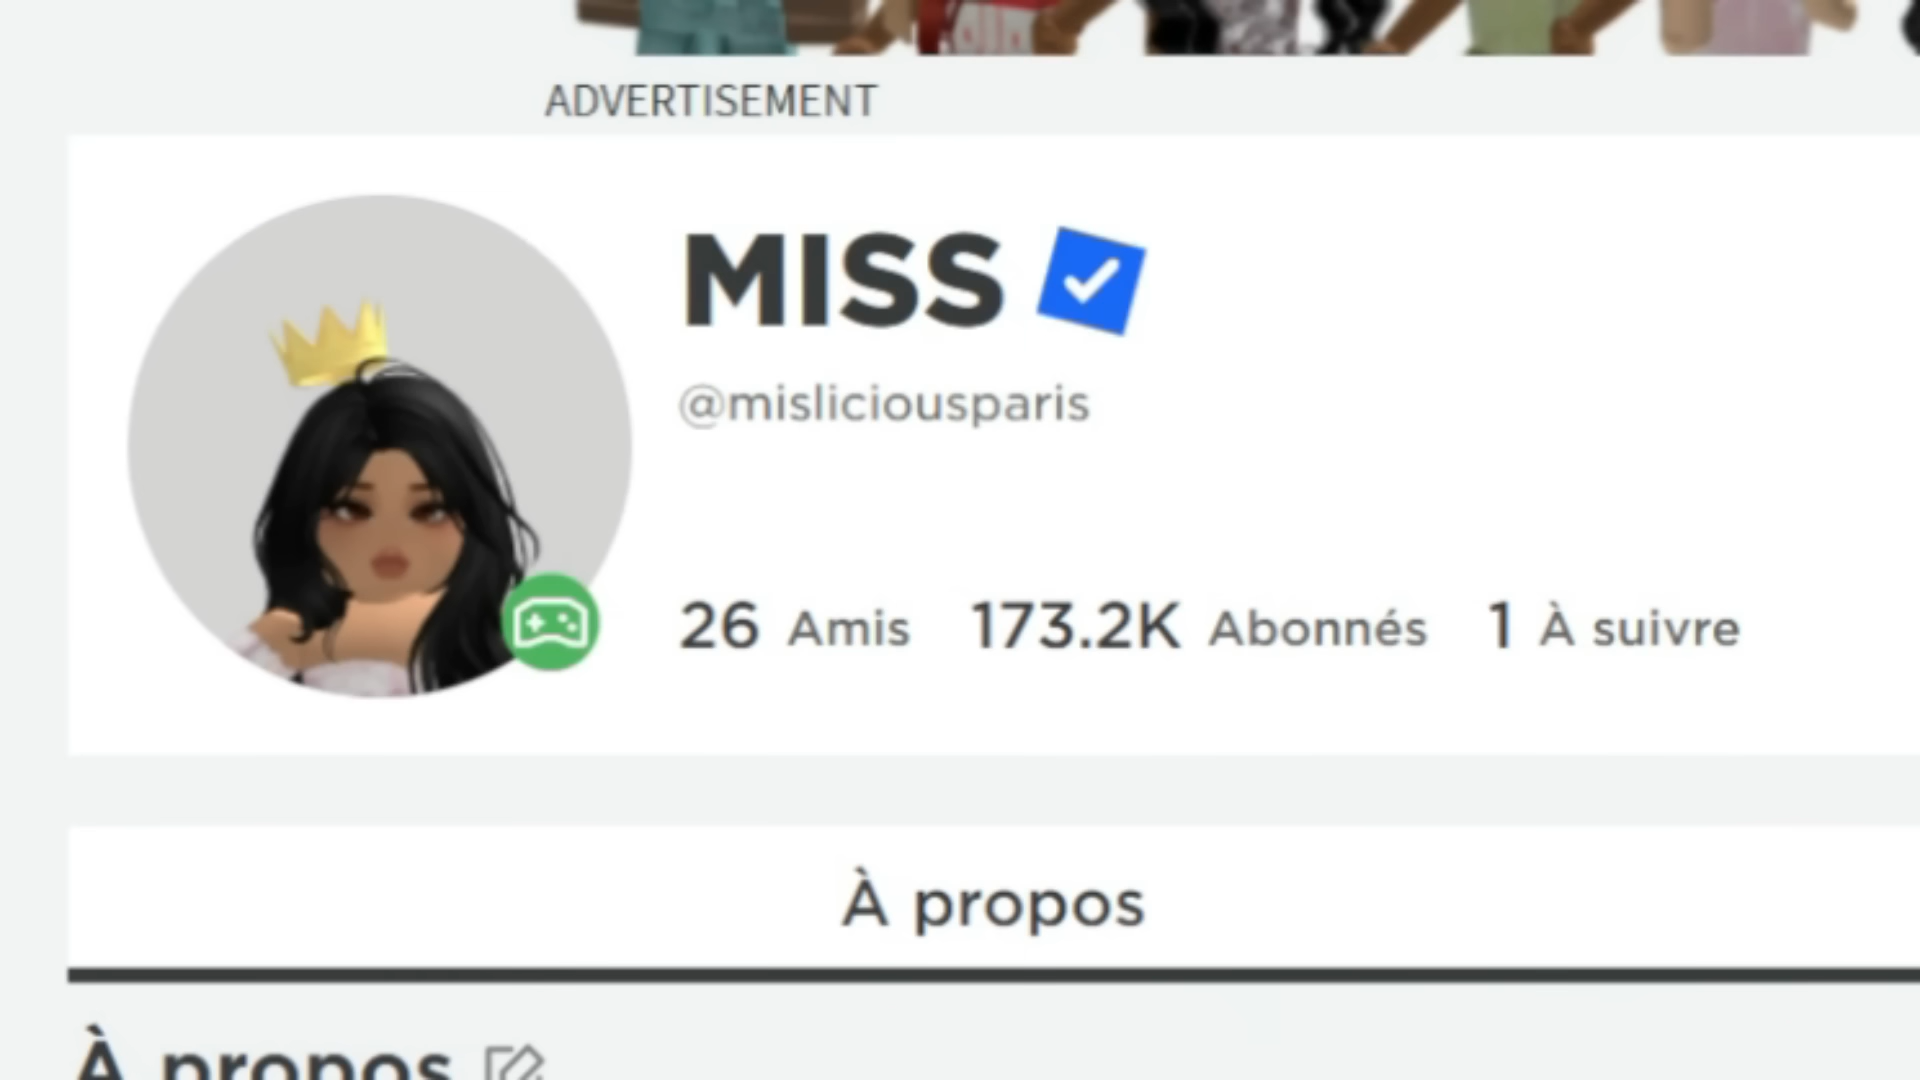 ADVERTISEMENT
MISS
@misliciousparis
26 Amis 173.2K Abonnés 1 À suivre
À propos
À propos